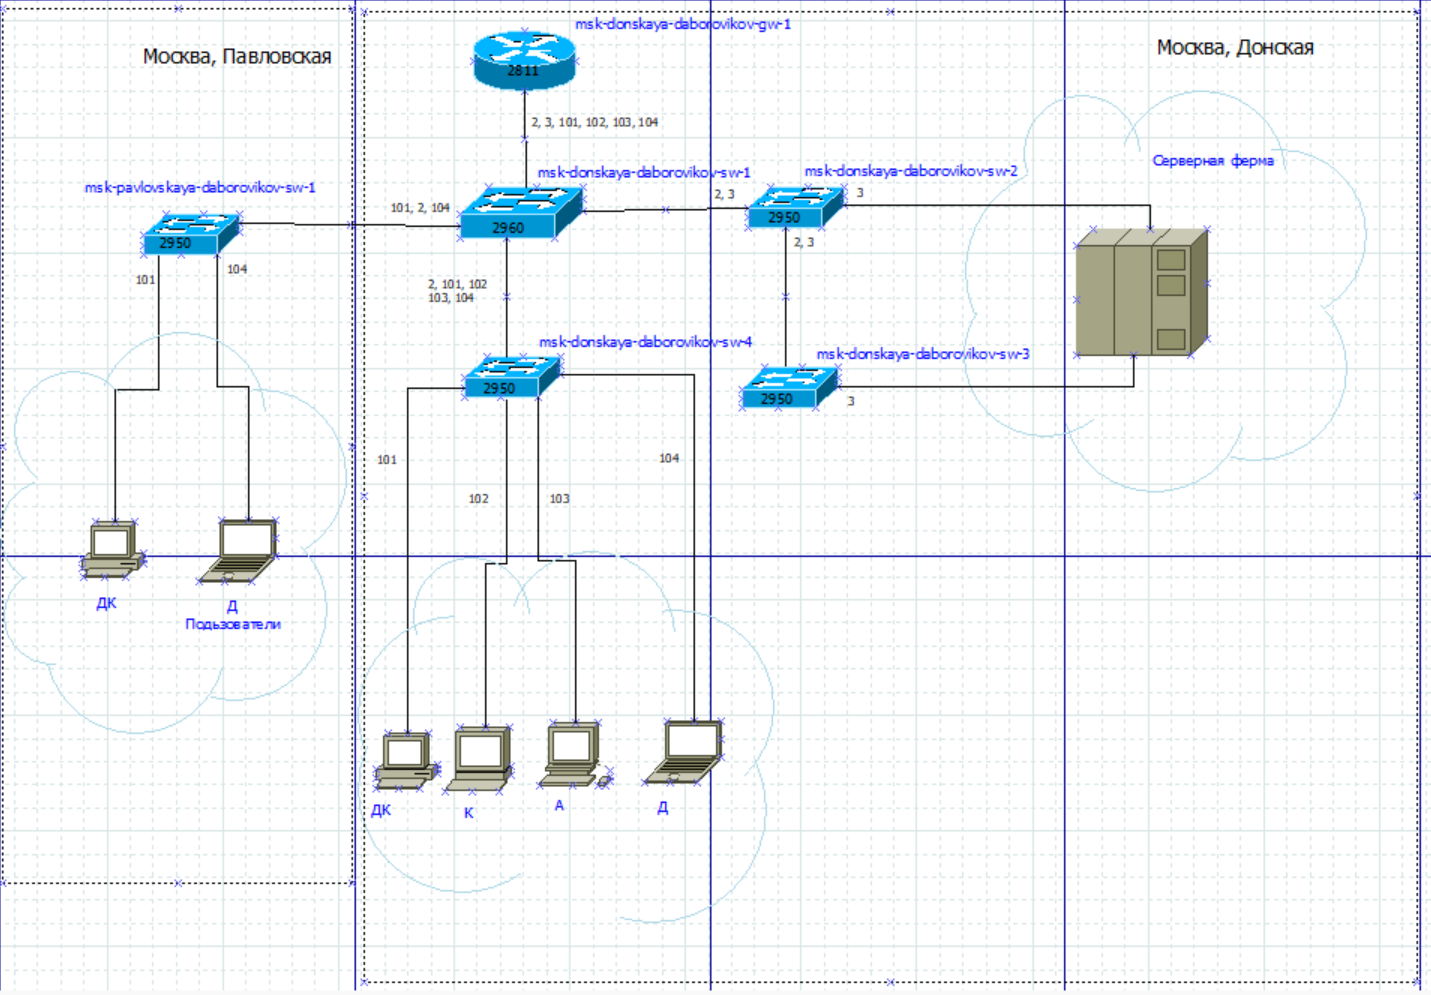 msk-donskaya-daborovikov-gw-1
Москва, Павловская
Москва, Донская
2811
2, 3, 101, 102, 103, 104
Серверная ферма
msk-donskaya-daborovikov-sw-1
msk-donskaya-daborovikov-sw-2
msk-pavlovskaya-daborovikov-sw-1
2, 3
3
101, 2, 104
2950
2960
2950
2, 3
101
104
2, 101, 102
103, 104
msk-donskaya-daborovikov-sw-4
msk-donskaya-daborovikov-sw-3
2950
2950
3
101
104
102
103
ДК
Д
Пользователи
ДК
К
А
Д